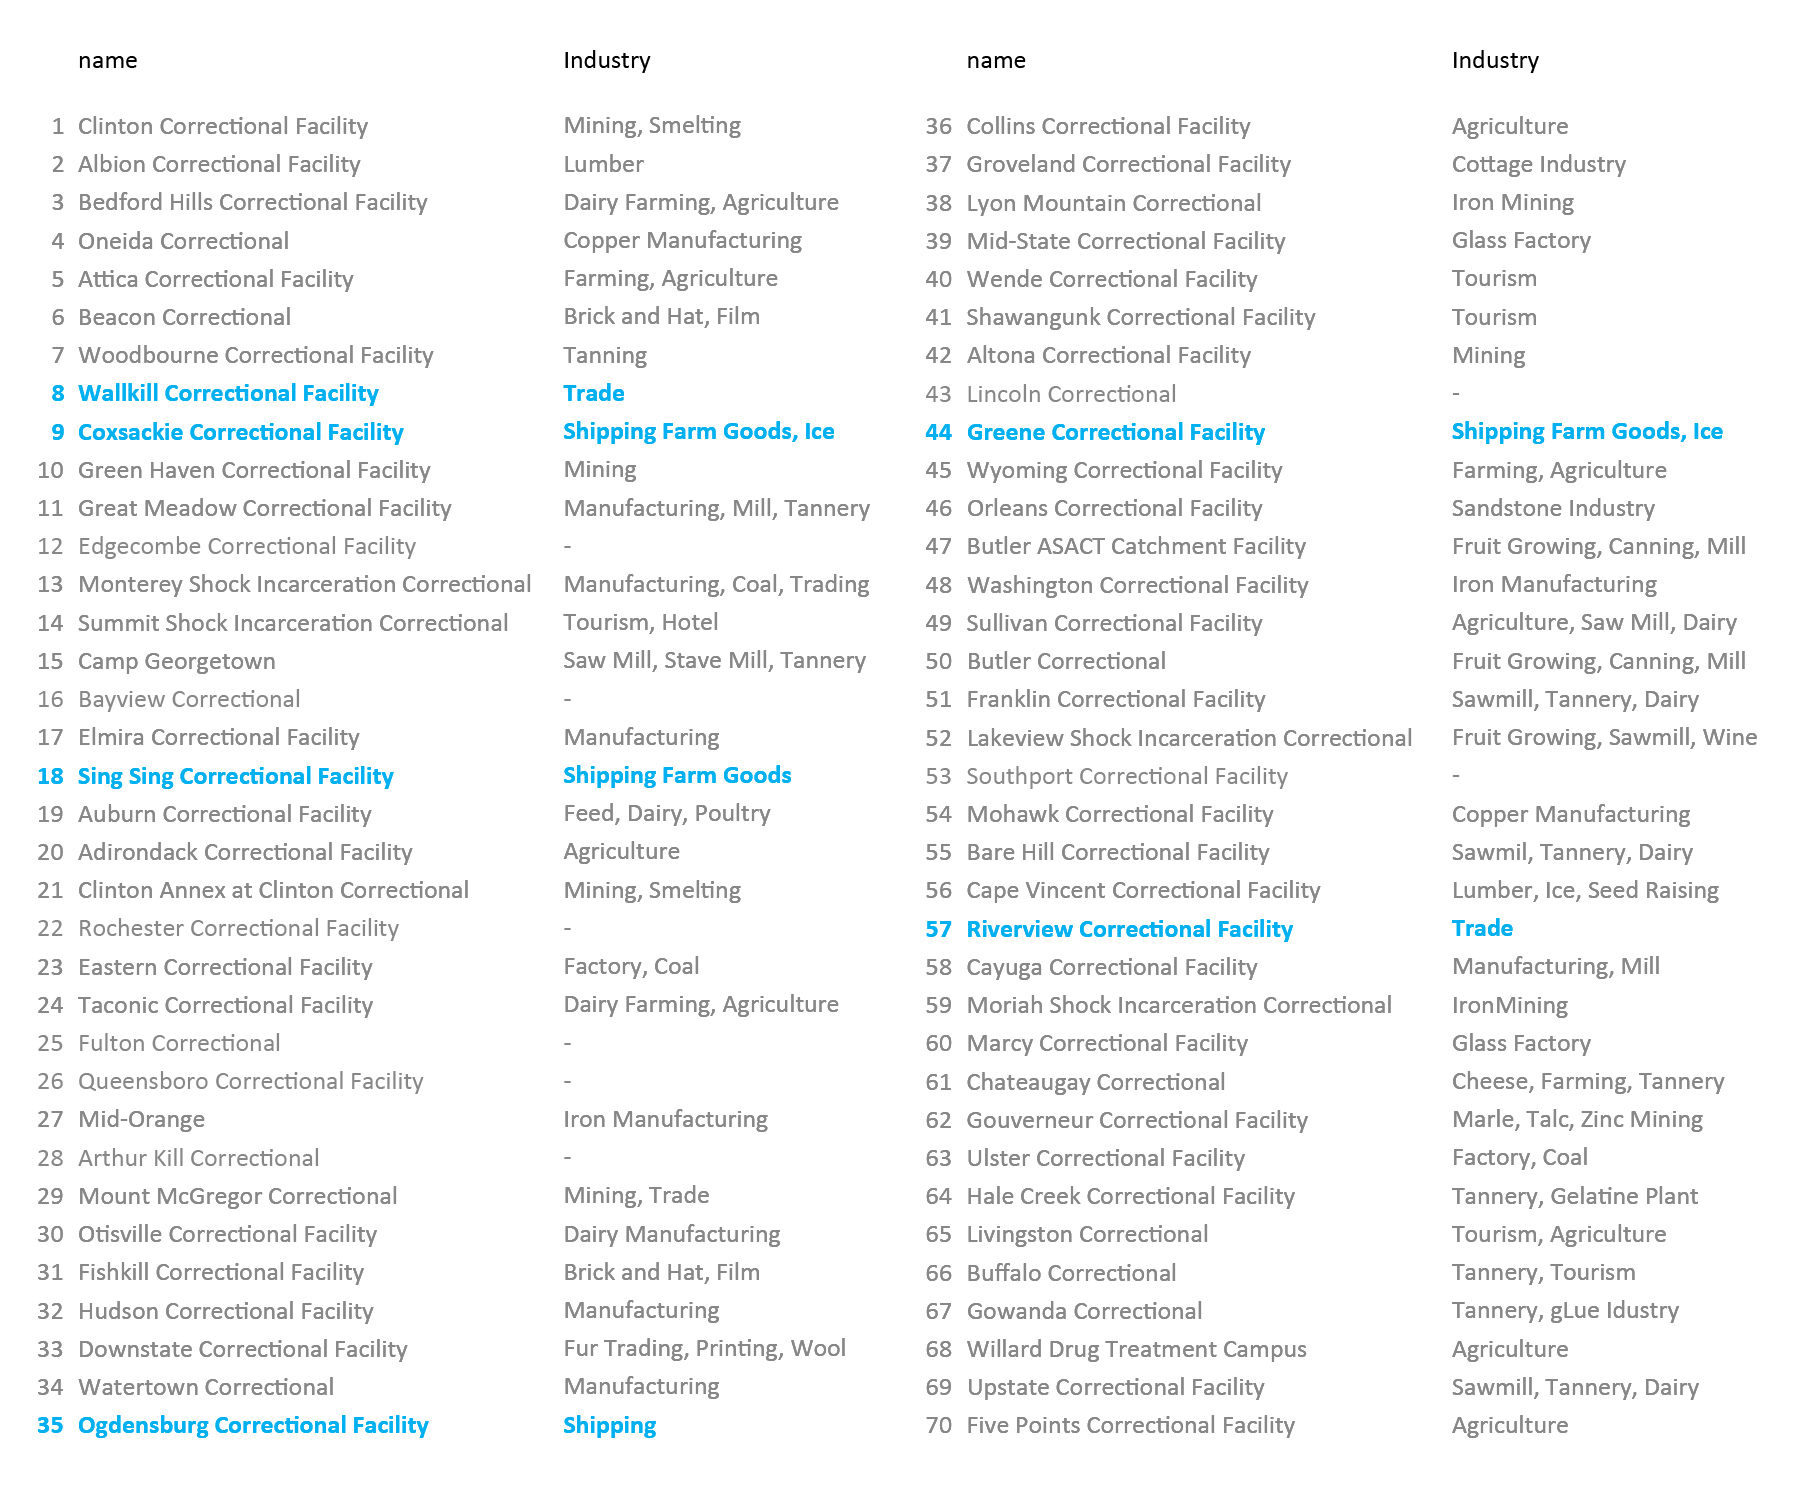 name Industry
1 Clinton Correctional Facility Mining, Smelting
2 Albion Correctional Facility Lumber
3 Bedford Hills Correctional Facility Dairy Farming, Agriculture
4 Oneida Correctional Copper Manufacturing
5 Attica Correctional Facility Farming, Agriculture
6 Beacon Correctional Brick and Hat, Film
7 Woodbourne Correctional Facility Tanning
8 Wallkill Correctional Facility Trade
9 Coxsackie Correctional Facility Shipping Farm Goods, Ice
10 Green Haven Correctional Facility Mining
11 Great Meadow Correctional Facility Manufacturing, Mill, Tannery
12 Edgecombe Correctional Facility -
13 Monterey Shock Incarceration Correctional Manufacturing, Coal, Trading
14 Summit Shock Incarceration Correctional Tourism, Hotel
15 Camp Georgetown Saw Mill, Stave Mill, Tannery
16 Bayview Correctional -
17 Elmira Correctional Facility Manufacturing
18 Sing Sing Correctional Facility Shipping Farm Goods
19 Auburn Correctional Facility Feed, Dairy, Poultry
20 Adirondack Correctional Facility Agriculture
21 Clinton Annex at Clinton Correctional Mining, Smelting
22 Rochester Correctional Facility -
23 Eastern Correctional Facility Factory, Coal
24 Taconic Correctional Facility Dairy Farming, Agriculture
25 Fulton Correctional -
26 Queensboro Correctional Facility -
27 Mid-Orange Iron Manufacturing
28 Arthur Kill Correctional -
29 Mount McGregor Correctional Mining, Trade
30 Otisville Correctional Facility Dairy Manufacturing
31 Fishkill Correctional Facility Brick and Hat, Film
32 Hudson Correctional Facility Manufacturing
33 Downstate Correctional Facility Fur Trading, Printing, Wool
34 Watertown Correctional Manufacturing
35 Ogdensburg Correctional Facility Shipping
name Industry
36 Collins Correctional Facility Agriculture
37 Groveland Correctional Facility Cottage Industry
38 Lyon Mountain Correctional Iron Mining
39 Mid-State Correctional Facility Glass Factory
40 Wende Correctional Facility Tourism
41 Shawangunk Correctional Facility Tourism
42 Altona Correctional Facility Mining
43 Lincoln Correctional -
44 Greene Correctional Facility Shipping Farm Goods, Ice
45 Wyoming Correctional Facility Farming, Agriculture
46 Orleans Correctional Facility Sandstone Industry
47 Butler ASACT Catchment Facility Fruit Growing, Canning, Mill
48 Washington Correctional Facility Iron Manufacturing
49 Sullivan Correctional Facility Agriculture, Saw Mill, Dairy
50 Butler Correctional Fruit Growing, Canning, Mill
51 Franklin Correctional Facility Sawmill, Tannery, Dairy
52 Lakeview Shock Incarceration Correctional Fruit Growing, Sawmill, Wine
53 Southport Correctional Facility -
54 Mohawk Correctional Facility Copper Manufacturing
55 Bare Hill Correctional Facility Sawmil, Tannery, Dairy
56 Cape Vincent Correctional Facility Lumber, Ice, Seed Raising
57 Riverview Correctional Facility Trade
58 Cayuga Correctional Facility Manufacturing, Mill
59 Moriah Shock Incarceration Correctional IronMining
60 Marcy Correctional Facility Glass Factory
61 Chateaugay Correctional Cheese, Farming, Tannery
62 Gouverneur Correctional Facility Marle, Talc, Zinc Mining
63 Ulster Correctional Facility Factory, Coal
64 Hale Creek Correctional Facility Tannery, Gelatine Plant
65 Livingston Correctional Tourism, Agriculture
66 Buffalo Correctional Tannery, Tourism
67 Gowanda Correctional Tannery, gLue Idustry
68 Willard Drug Treatment Campus Agriculture
69 Upstate Correctional Facility Sawmill, Tannery, Dairy
70 Five Points Correctional Facility Agriculture